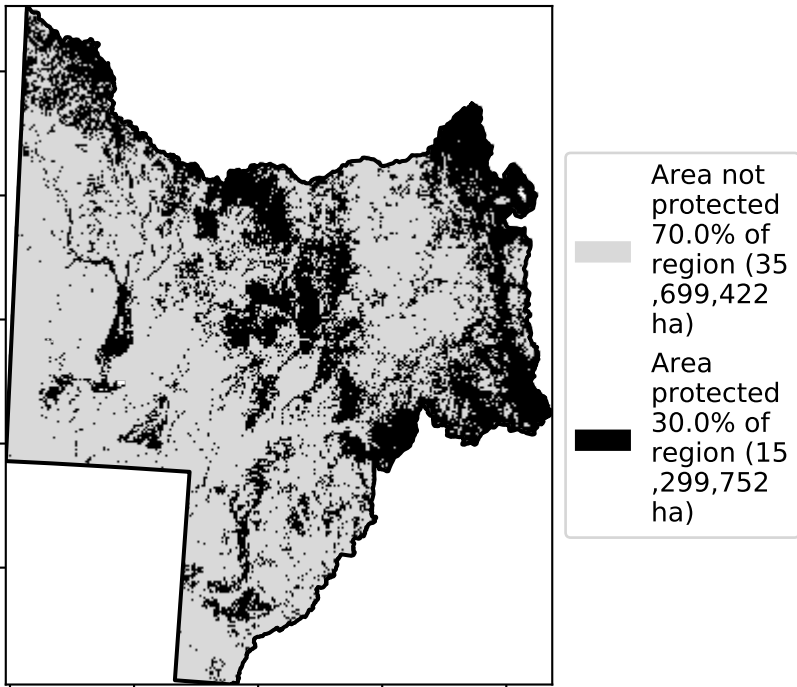 Area not
protected
70.0% of
region (35
,699,422
ha)
Area
protected
30.0% of
region (15
,299,752
ha)